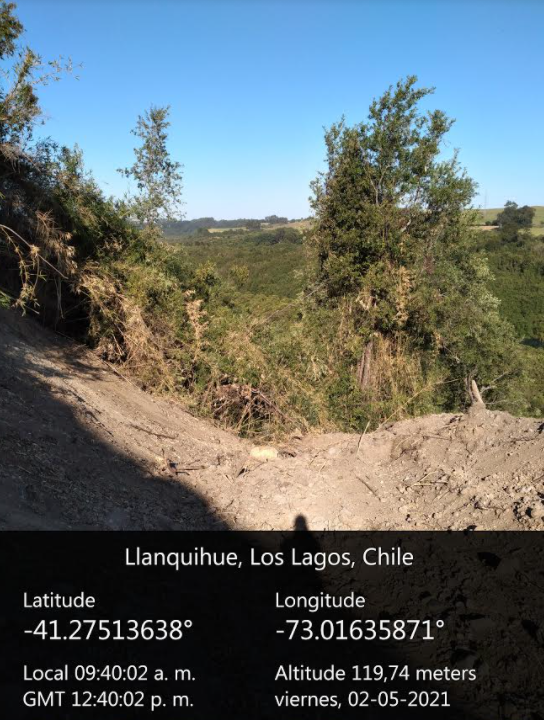 Llanquihue, Los Lagos, Chile
Latitude
-41.27513638°
Longitude
-73.01635871°
Local 09:40:02 a. m.
GMT 12:40:02 p. m.
Altitude 119,74 meters
viernes, 02-05-2021